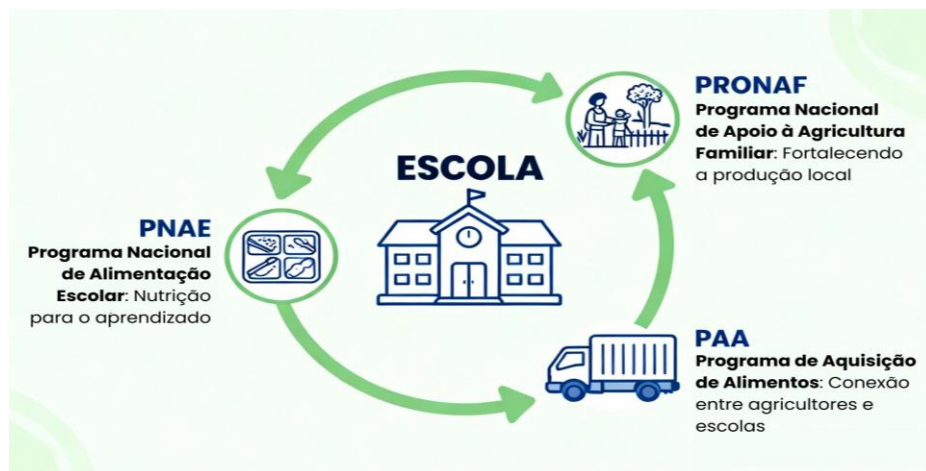 ESCOLA
PRONAF
Programa Nacional
de Apoio à Agricultura
Familiar: Fortalecendo
a produção local
PNAE
Programa Nacional
de Alimentação
Escolar: Nutrição
para o aprendizado
PAA
Programa de Aquisição
de Alimentos: Conexão
entre agricultores e
escolas